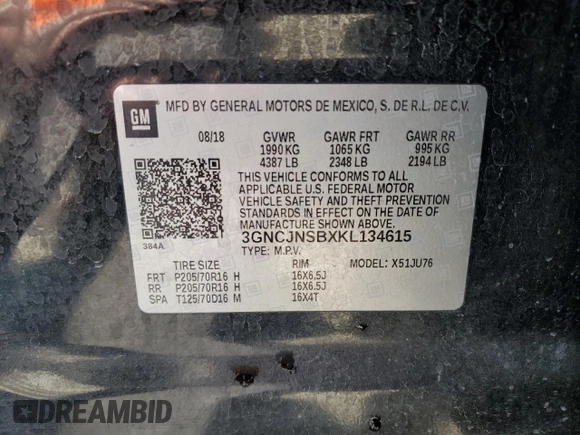 GM
MFD BY GENERAL MOTORS DE MEXICO, S. DE R.L. DE C.V.
08/18 GVWR GAWR FRT GAWR RR
1990 KG 1065 KG 995 KG
4387 LB 2348 LB 2194 LB
THIS VEHICLE CONFORMS TO ALL
APPLICABLE U.S. FEDERAL MOTOR
VEHICLE SAFETY AND THEFT PREVENTION
STANDARDS IN EFFECT ON THE DATE OF
MANUFACTURE SHOWN ABOVE.
384A 3GNCJNSBXKL134615
TYPE: M.P.V. MODEL: X51JU76
TIRE SIZE RIM
FRT P205/70R16 H 16X6.5J
RR P205/70R16 H 16X6.5J
SPA T125/70D16 M 16X4T
DREAMBID